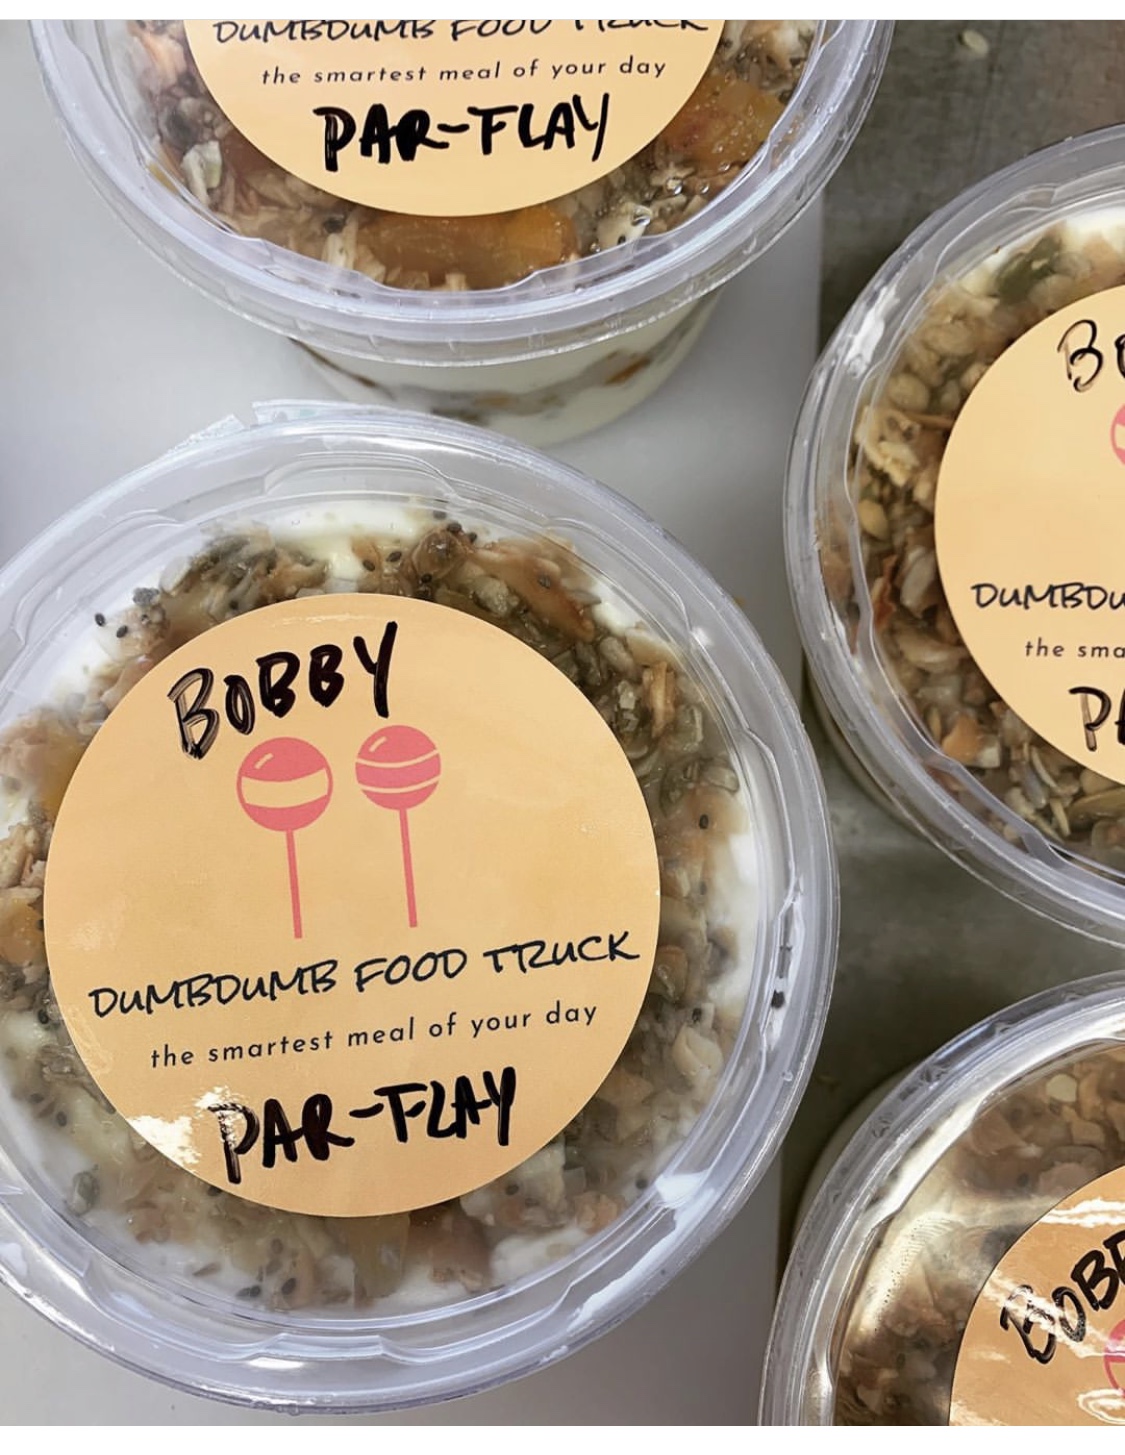 DUMBDUMB FOOD TRUCK
the smartest meal of your day
PAR-FLAY
BOBBY
DUMBDUMB FOOD TRUCK
the smartest meal of your day
PAR-FLAY